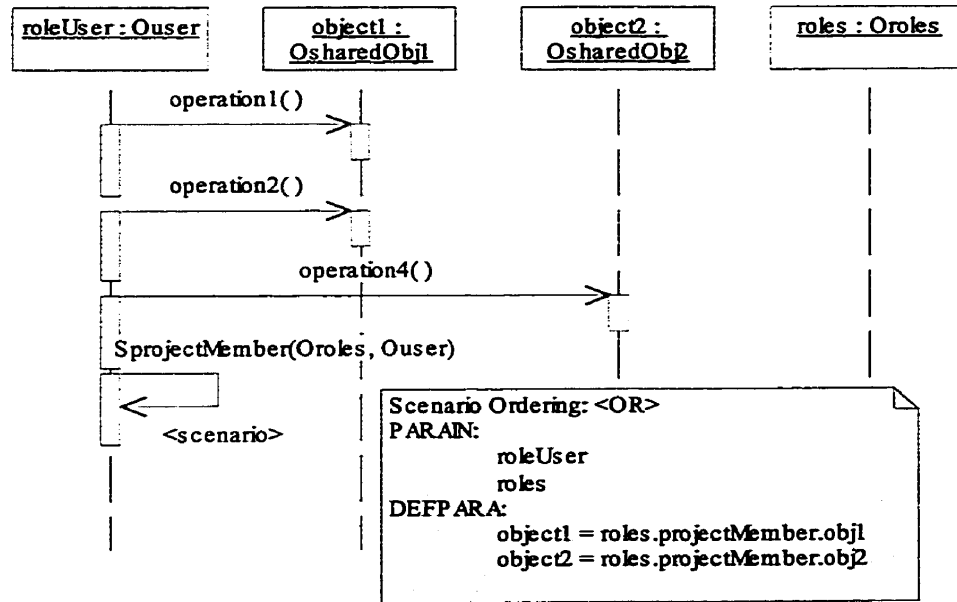 roleUser : Ouser
object1 :
OsharedObj1
object2 :
OsharedObj2
roles : Oroles
operation1()
operation2()
operation4()
SprojectMember(Oroles, Ouser)
<scenario>
Scenario Ordering: <OR>
PARAIN:
roleUser
roles
DEFPARA:
object1 = roles.projectMember.obj1
object2 = roles.projectMember.obj2